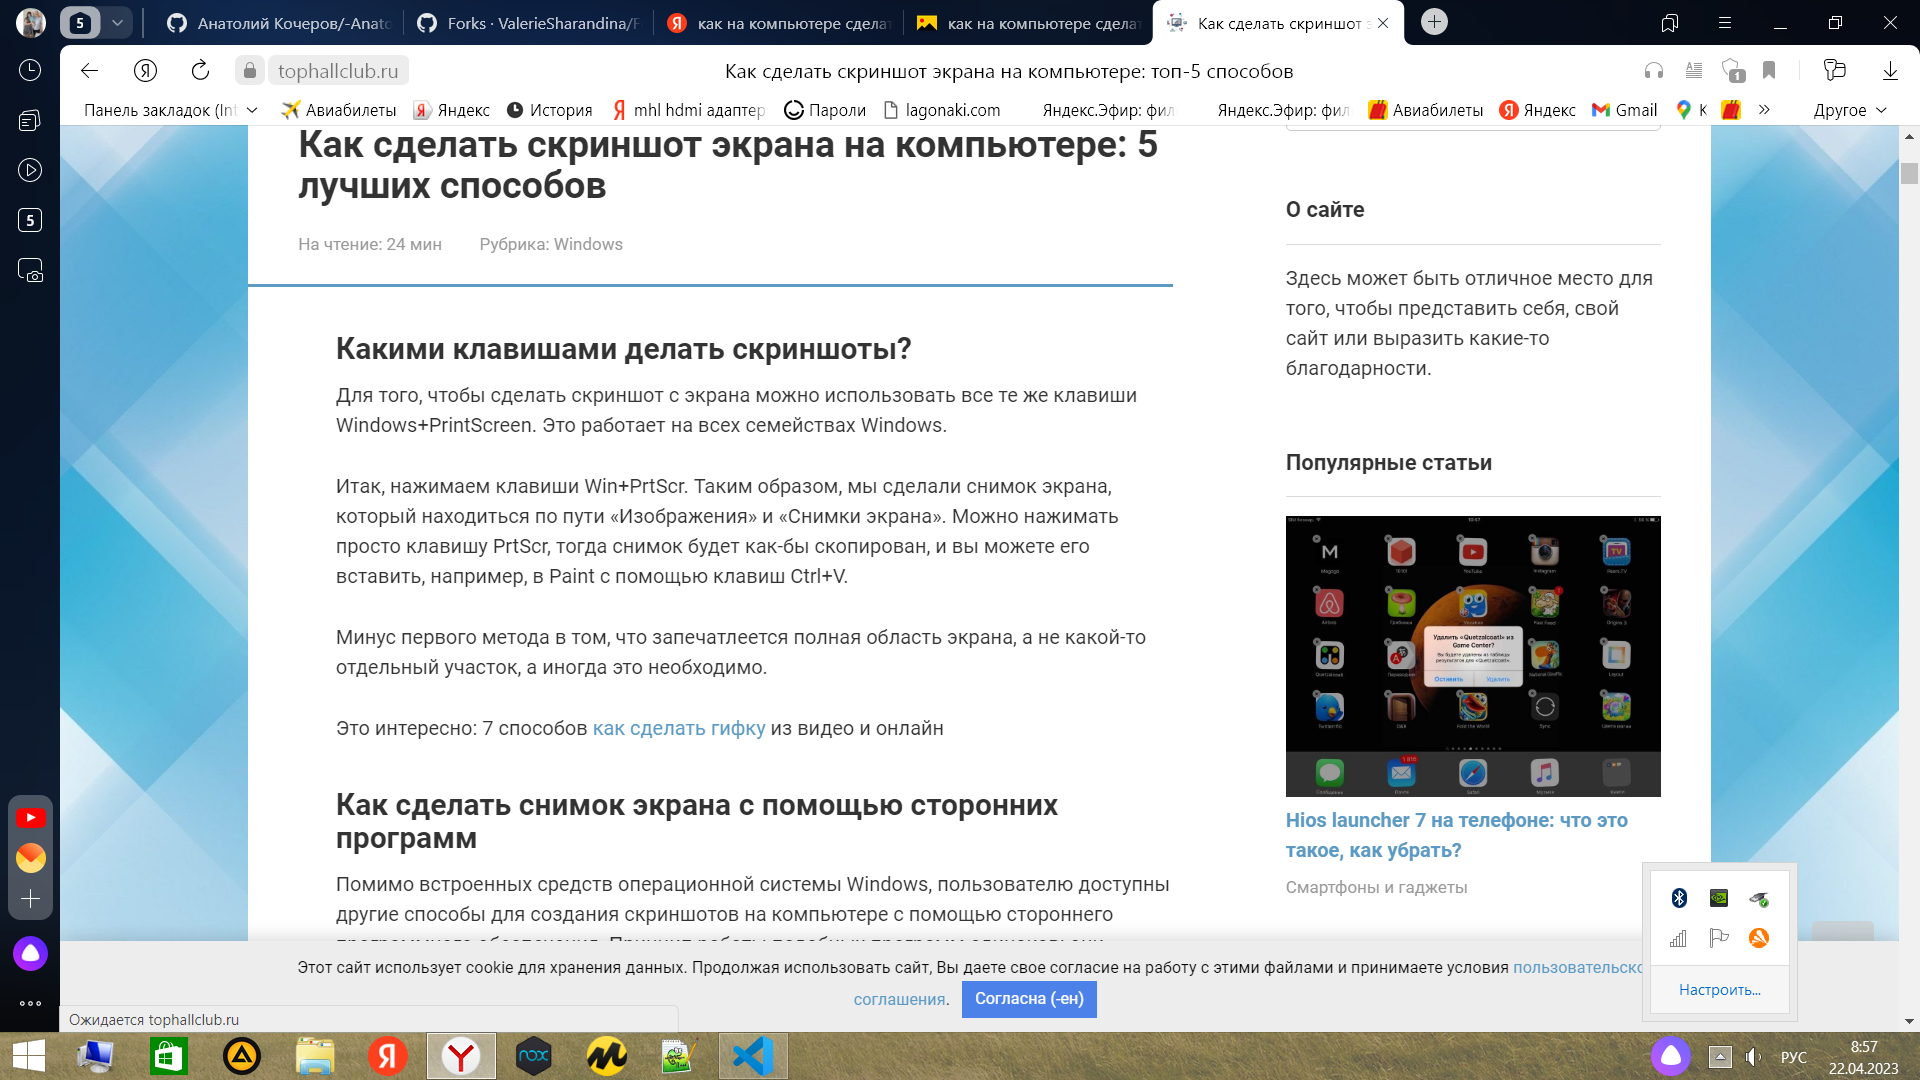 5
Анатолий Кочеров/-Anato
Forks · ValerieSharandina/F
как на компьютере сдела
как на компьютере сдела
Как сделать скриншот э
tophallclub.ru
Как сделать скриншот экрана на компьютере: топ-5 способов
1
Панель закладок (Int
Авиабилеты
Яндекс
История
mhl hdmi адаптер
Пароли
lagonaki.com
Яндекс.Эфир: фил
Яндекс.Эфир: фил
Авиабилеты
Яндекс
Gmail
К
Другое
5
Как сделать скриншот экрана на компьютере: 5
лучших способов
На чтение: 24 мин
Рубрика: Windows
Какими клавишами делать скриншоты?
Для того, чтобы сделать скриншот с экрана можно использовать все те же клавиши
Windows+PrintScreen. Это работает на всех семействах Windows.
Итак, нажимаем клавиши Win+PrtScr. Таким образом, мы сделали снимок экрана,
который находиться по пути «Изображения» и «Снимки экрана». Можно нажимать
просто клавишу PrtScr, тогда снимок будет как-бы скопирован, и вы можете его
вставить, например, в Paint с помощью клавиш Ctrl+V.
Минус первого метода в том, что запечатлеется полная область экрана, а не какой-то
отдельный участок, а иногда это необходимо.
Это интересно: 7 способов как сделать гифку из видео и онлайн
Как сделать снимок экрана с помощью сторонних
программ
Помимо встроенных средств операционной системы Windows, пользователю доступны
другие способы для создания скриншотов на компьютере с помощью стороннего
О сайте
Здесь может быть отличное место для
того, чтобы представить себя, свой
сайт или выразить какие-то
благодарности.
Популярные статьи
Удалить «Quetzalcoatl» из
Game Center?
Оставить
Удалить
Hios launcher 7 на телефоне: что это
такое, как убрать?
Смартфоны и гаджеты
Этот сайт использует cookie для хранения данных. Продолжая использовать сайт, Вы даете свое согласие на работу с этими файлами и принимаете условия пользовательско
соглашения.
Согласна (-ен)
Настроить...
Ожидается tophallclub.ru
nox
РУС
8:57
22.04.2023